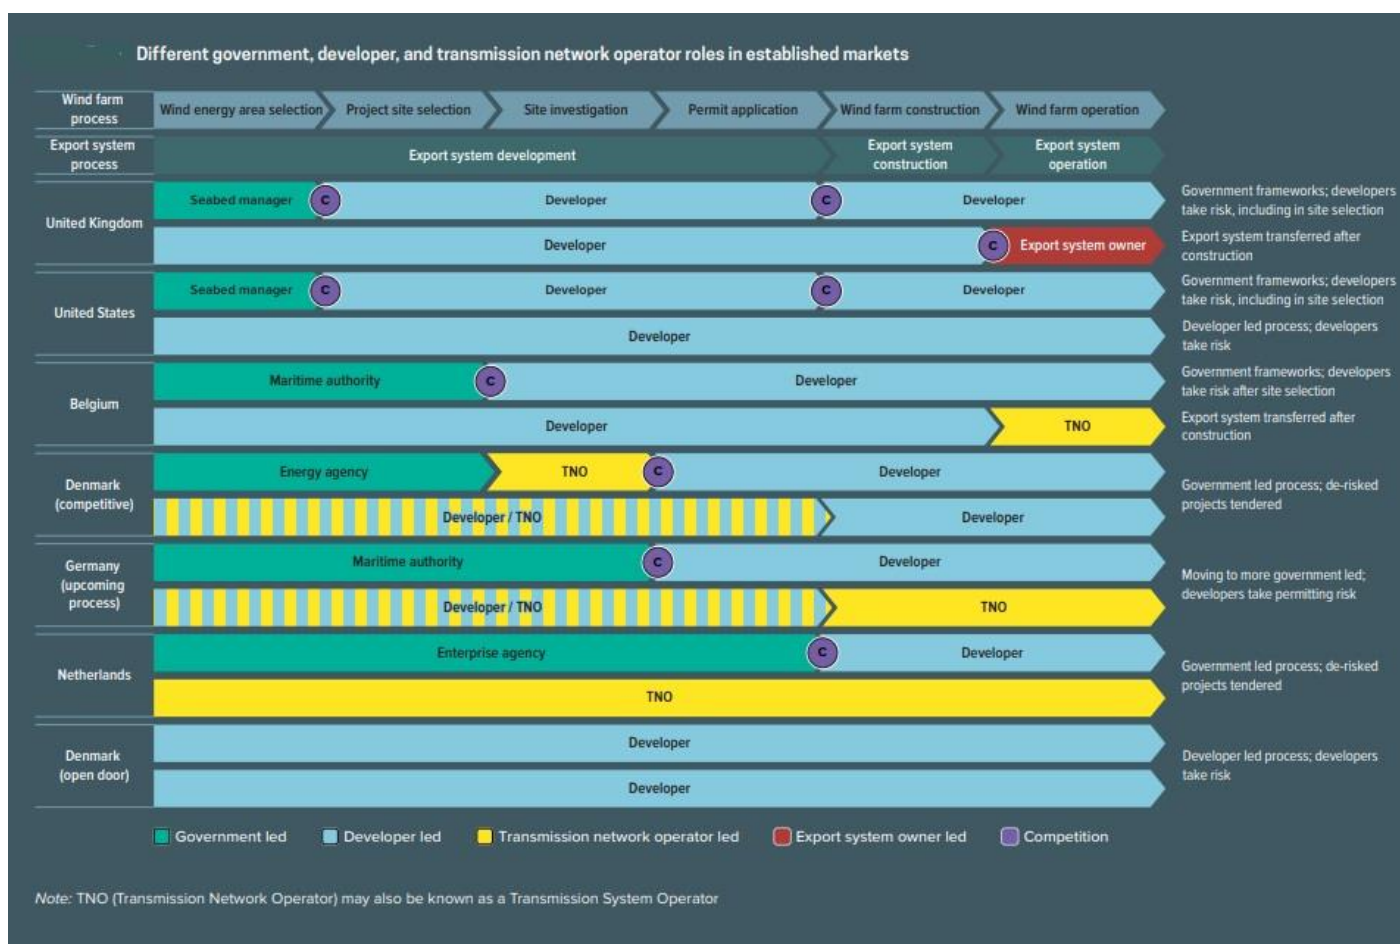 Different government, developer, and transmission network operator roles in established markets
Wind farm
process
Wind energy area selection
Project site selection
Site investigation
Permit application
Wind farm construction
Wind farm operation
Export system
process
Export system development
Export system
construction
Export system
operation
United Kingdom
Seabed manager
C
Developer
C
Developer
Government frameworks; developers
take risk, including in site selection
Developer
C
Export system owner
Export system transferred after
construction
United States
Seabed manager
C
Developer
C
Developer
Government frameworks; developers
take risk, including in site selection
Developer
Developer led process; developers
take risk
Belgium
Maritime authority
C
Developer
Government frameworks; developers
take risk after site selection
Developer
TNO
Export system transferred after
construction
Denmark
(competitive)
Energy agency
TNO
C
Developer
Developer / TNO
Developer
Government led process; de-risked
projects tendered
Germany
(upcoming
process)
Maritime authority
C
Developer
Developer / TNO
TNO
Moving to more government led;
developers take permitting risk
Netherlands
Enterprise agency
C
Developer
TNO
Government led process; de-risked
projects tendered
Denmark
(open door)
Developer
Developer
Developer led process; developers
take risk
Government led
Developer led
Transmission network operator led
Export system owner led
Competition
Note: TNO (Transmission Network Operator) may also be known as a Transmission System Operator